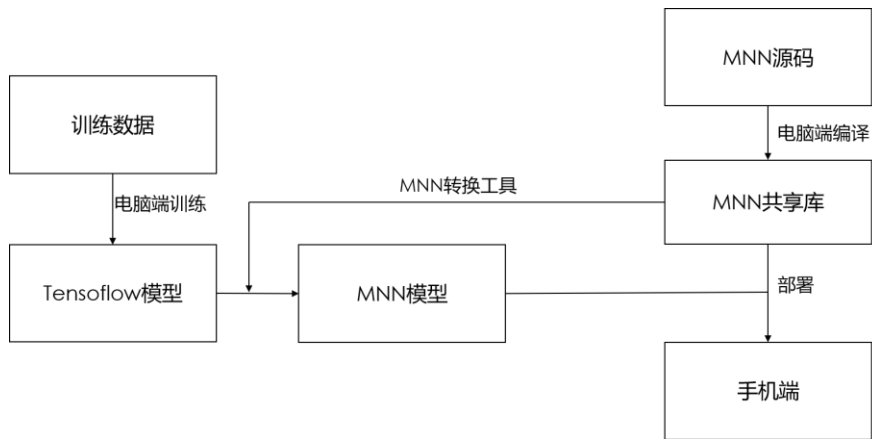 MNN源码
训练数据
电脑端编译
MNN转换工具
电脑端训练
MNN共享库
Tensoflow模型
MNN模型
部署
手机端